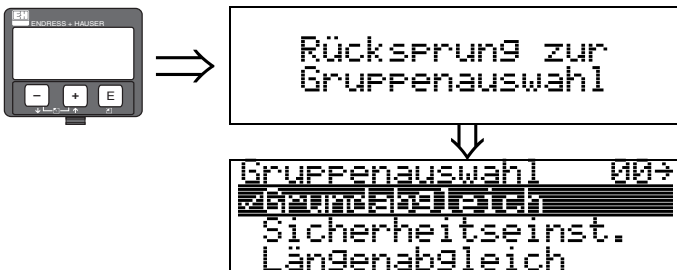 EH
ENDRESS + HAUSER
− + E
Rücksprung zur
Gruppenauswahl
Gruppenauswahl 00→
✓Grundabgleich
Sicherheitseinst.
Längenabgleich